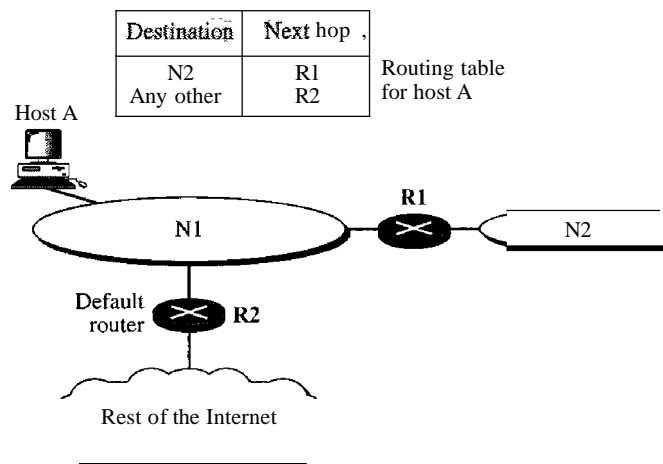 Destination Next hop ,
N2 R1
Any other R2
Routing table
for host A
Host A
R1
N1
N2
Default
router
R2
Rest of the Internet